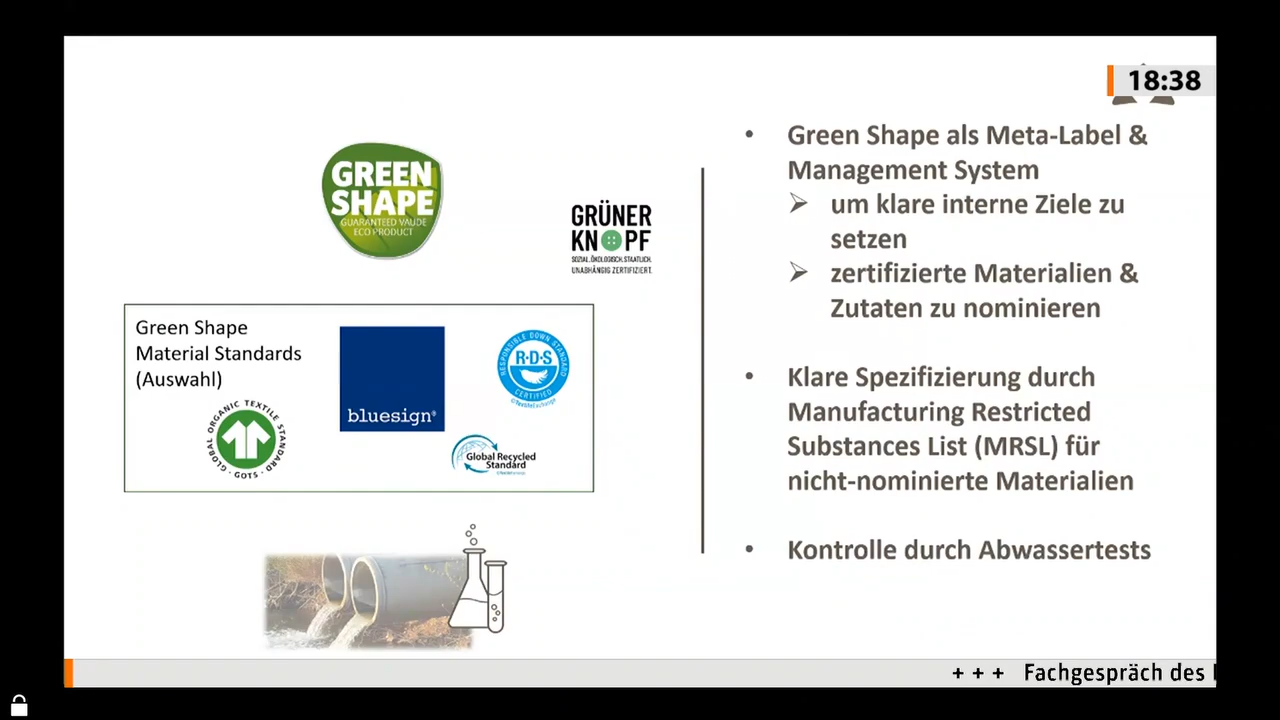 18:38
GREEN
SHAPE
GUARANTEED VAUDE
ECO PRODUCT
GRÜNER
KNOPF
SOZIAL. ÖKOLOGISCH. STAATLICH.
UNABHÄNGIG ZERTIFIZIERT.
Green Shape
Material Standards
(Auswahl)
bluesign®
RESPONSIBLE DOWN STANDARD
R·D·S
CERTIFIED
©TextileExchange
GLOBAL ORGANIC TEXTILE STANDARD
· GOTS ·
Global Recycled
Standard
• Green Shape als Meta-Label &
Management System
➢ um klare interne Ziele zu
setzen
➢ zertifizierte Materialien &
Zutaten zu nominieren
• Klare Spezifizierung durch
Manufacturing Restricted
Substances List (MRSL) für
nicht-nominierte Materialien
• Kontrolle durch Abwassertests
+ + + Fachgespräch des